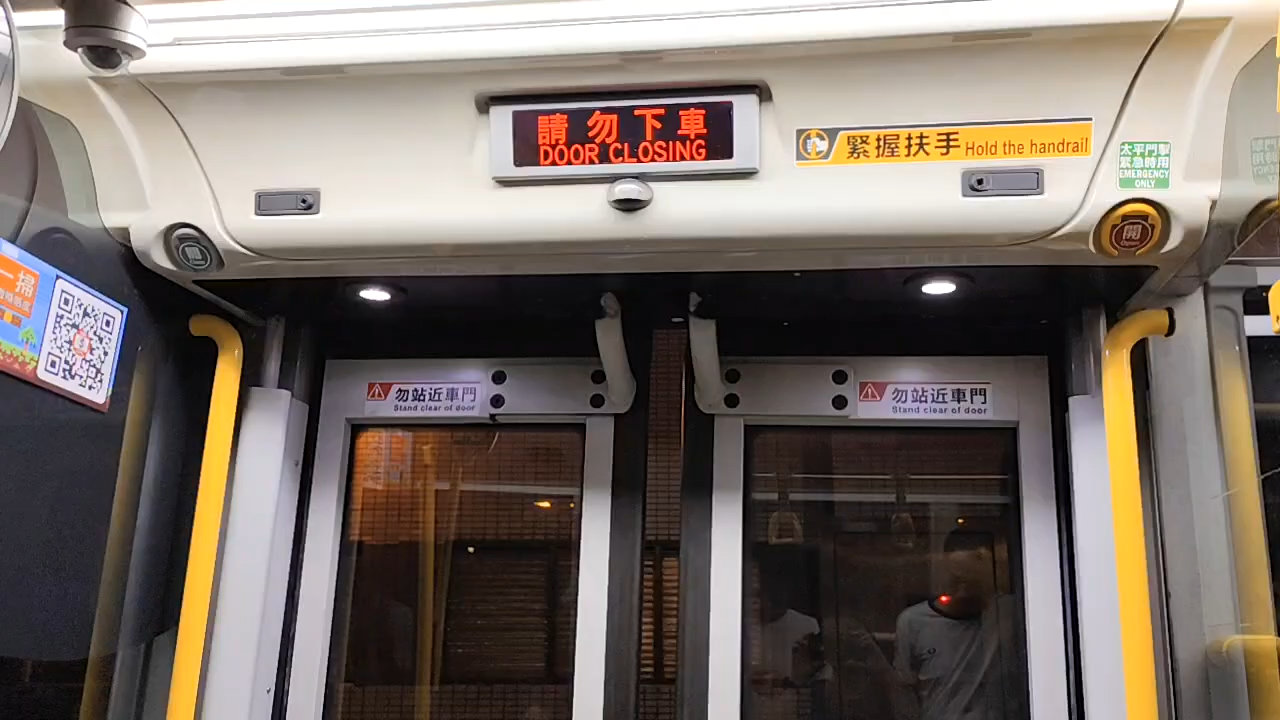 請勿下車
DOOR CLOSING
緊握扶手 Hold the handrail
太平門掣
緊急時用
EMERGENCY
ONLY
開
Open
一掃
勿站近車門
Stand clear of door
勿站近車門
Stand clear of door